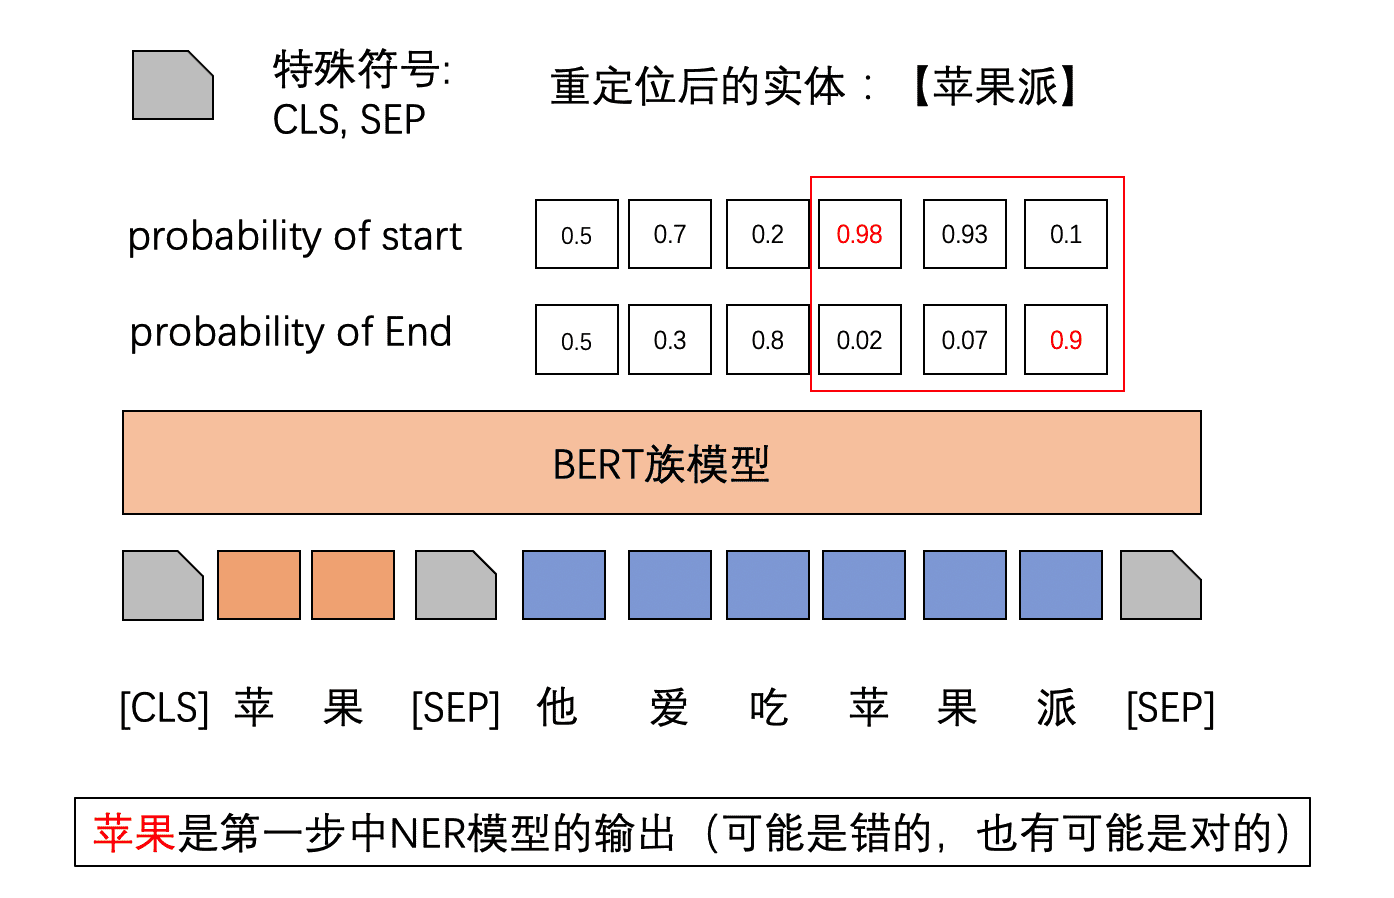 特殊符号:
CLS, SEP
重定位后的实体：【苹果派】
probability of start
0.5 0.7 0.2 0.98 0.93 0.1
probability of End
0.5 0.3 0.8 0.02 0.07 0.9
BERT族模型
[CLS] 苹 果 [SEP] 他 爱 吃 苹 果 派 [SEP]
苹果是第一步中NER模型的输出（可能是错的，也有可能是对的）